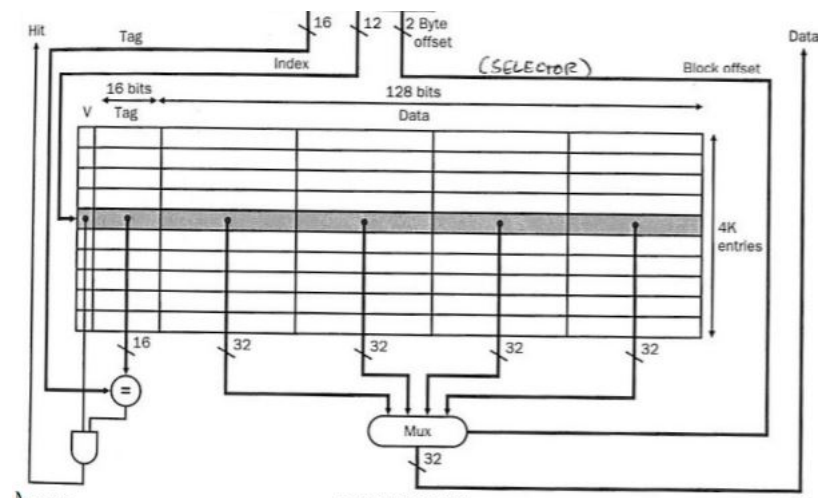 Hit
16
12
2 Byte offset
Data
Tag
Index
(SELECTOR)
Block offset
16 bits
128 bits
V
Tag
Data
4K entries
16
32
32
32
32
=
Mux
32